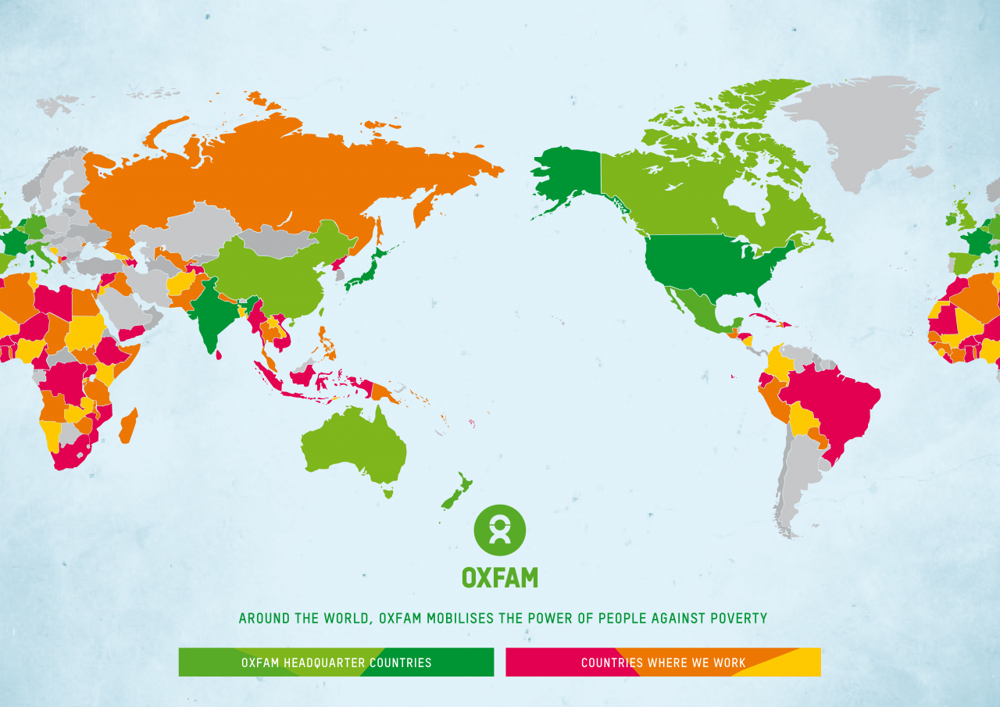 OXFAM
AROUND THE WORLD, OXFAM MOBILISES THE POWER OF PEOPLE AGAINST POVERTY
OXFAM HEADQUARTER COUNTRIES
COUNTRIES WHERE WE WORK